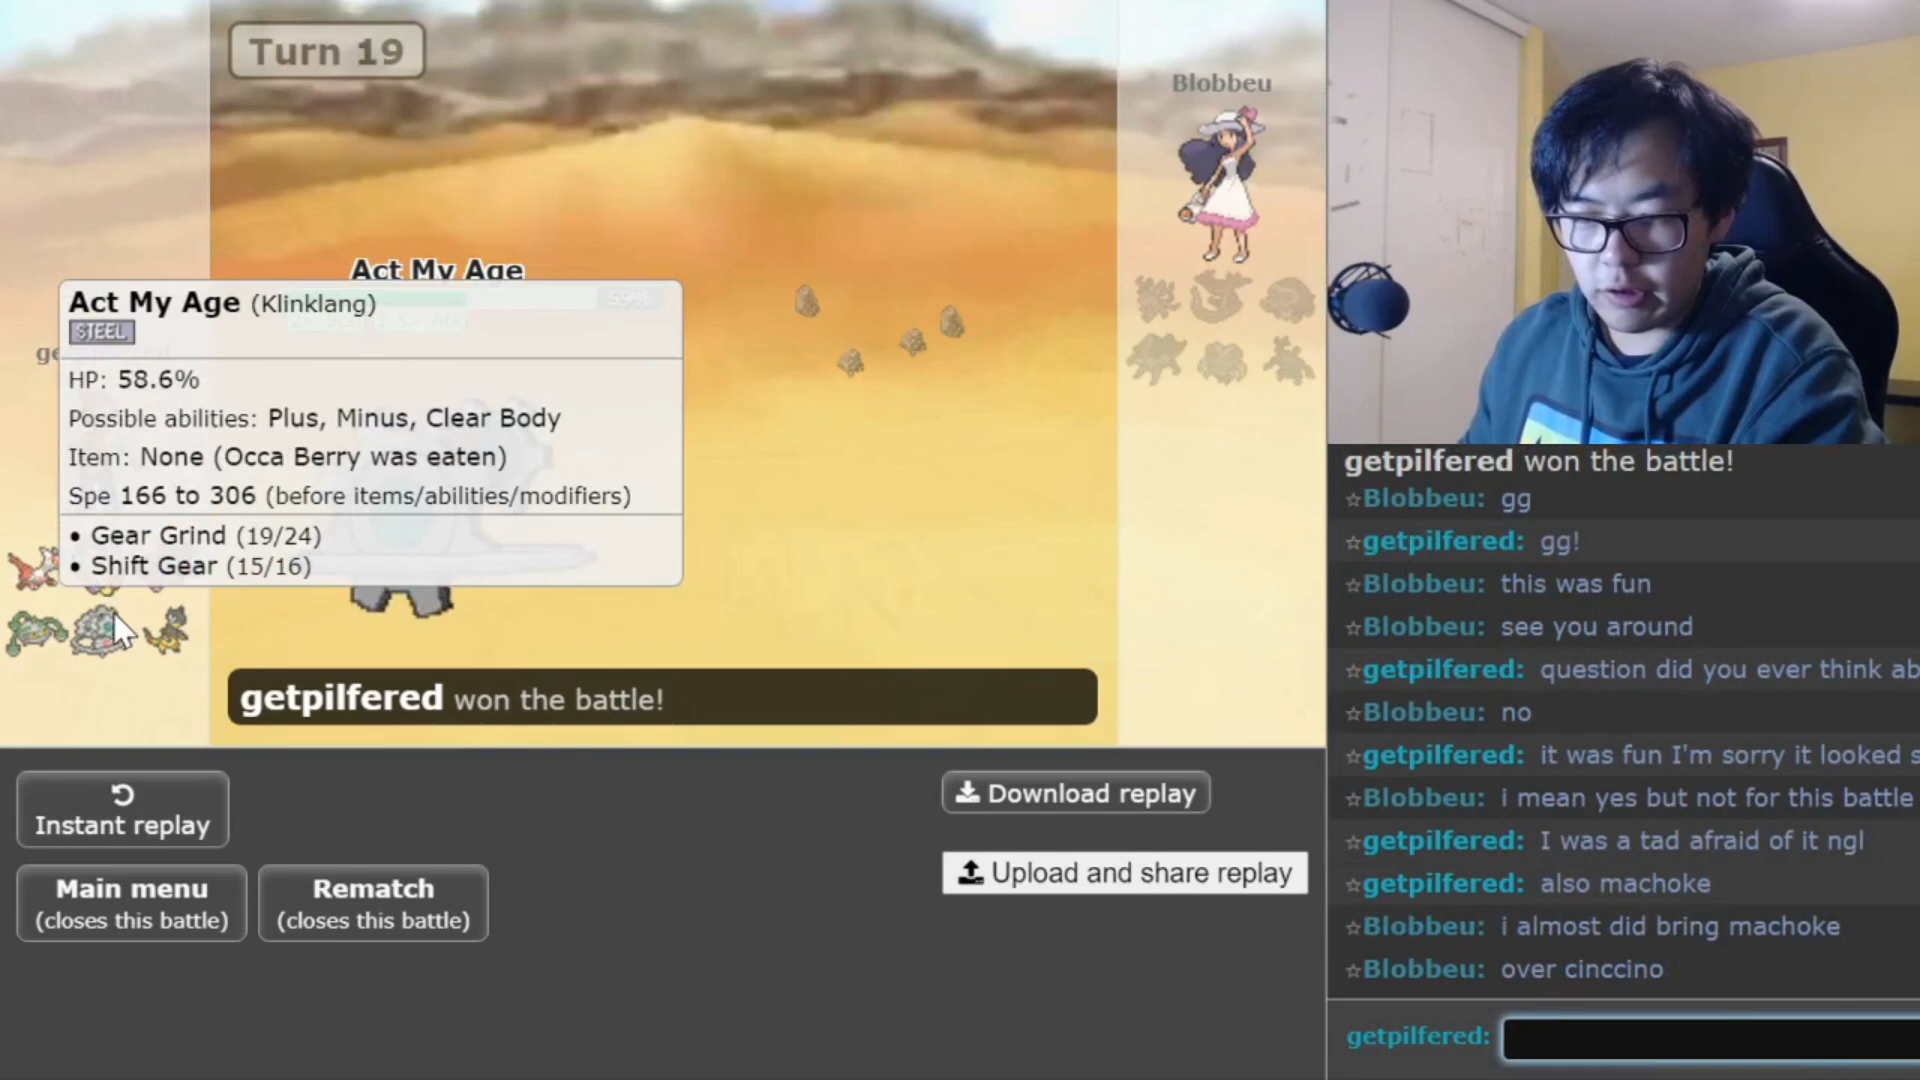 Turn 19
Blobbeu
Act My Age
59%
Act My Age (Klinklang)
STEEL
HP: 58.6%
Possible abilities: Plus, Minus, Clear Body
Item: None (Occa Berry was eaten)
Spe 166 to 306 (before items/abilities/modifiers)
• Gear Grind (19/24)
• Shift Gear (15/16)
getpilfered won the battle!
Instant replay
Main menu
(closes this battle)
Rematch
(closes this battle)
Download replay
Upload and share replay
getpilfered won the battle!
☆Blobbeu: gg
☆getpilfered: gg!
☆Blobbeu: this was fun
☆Blobbeu: see you around
☆getpilfered: question did you ever think ab
☆Blobbeu: no
☆getpilfered: it was fun I'm sorry it looked s
☆Blobbeu: i mean yes but not for this battle
☆getpilfered: I was a tad afraid of it ngl
☆getpilfered: also machoke
☆Blobbeu: i almost did bring machoke
☆Blobbeu: over cinccino
getpilfered: